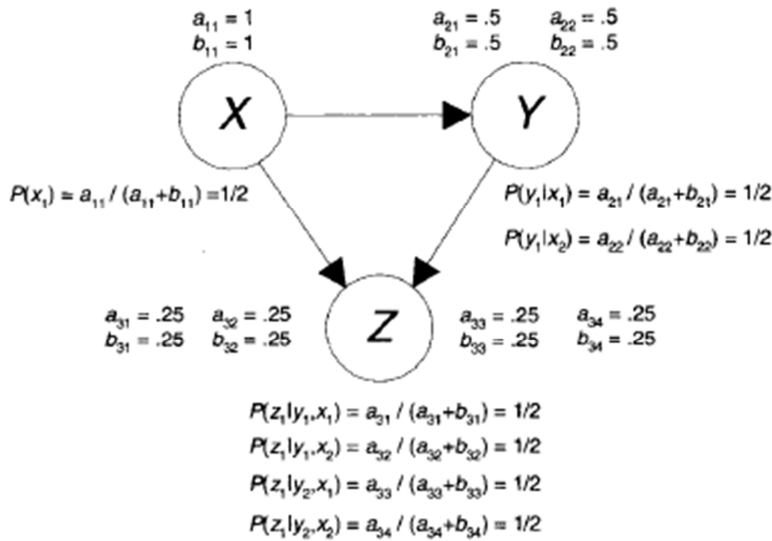 a₁₁ = 1
b₁₁ = 1
a₂₁ = .5 a₂₂ = .5
b₂₁ = .5 b₂₂ = .5
X Y
P(x₁) = a₁₁ / (a₁₁+b₁₁) =1/2
P(y₁|x₁) = a₂₁ / (a₂₁+b₂₁) = 1/2
P(y₁|x₂) = a₂₂ / (a₂₂+b₂₂) = 1/2
a₃₁ = .25 a₃₂ = .25
b₃₁ = .25 b₃₂ = .25
Z
a₃₃ = .25 a₃₄ = .25
b₃₃ = .25 b₃₄ = .25
P(z₁|y₁,x₁) = a₃₁ / (a₃₁+b₃₁) = 1/2
P(z₁|y₁,x₂) = a₃₂ / (a₃₂+b₃₂) = 1/2
P(z₁|y₂,x₁) = a₃₃ / (a₃₃+b₃₃) = 1/2
P(z₁|y₂,x₂) = a₃₄ / (a₃₄+b₃₄) = 1/2